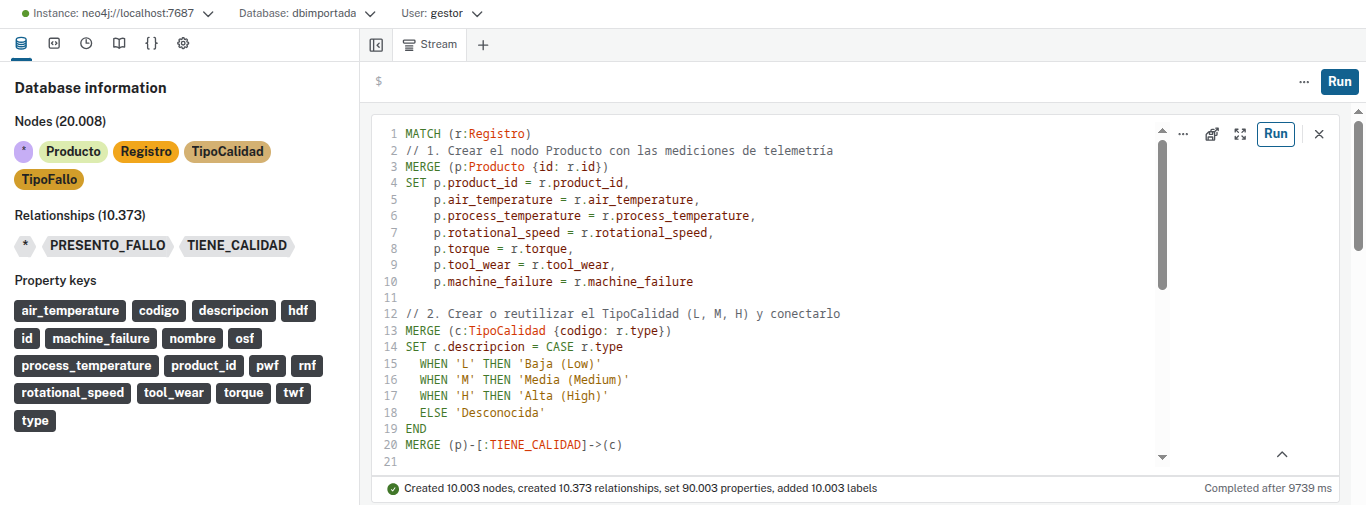 Instance: neo4j://localhost:7687 Database: dbimportada User: gestor
Stream
Database information
Nodes (20.008)
* Producto Registro TipoCalidad
TipoFallo
Relationships (10.373)
* PRESENTO_FALLO TIENE_CALIDAD
Property keys
air_temperature codigo descripcion hdf
id machine_failure nombre osf
process_temperature product_id pwf rnf
rotational_speed tool_wear torque twf
type
$ Run
Run
1 MATCH (r:Registro)
2 // 1. Crear el nodo Producto con las mediciones de telemetría
3 MERGE (p:Producto {id: r.id})
4 SET p.product_id = r.product_id,
5 p.air_temperature = r.air_temperature,
6 p.process_temperature = r.process_temperature,
7 p.rotational_speed = r.rotational_speed,
8 p.torque = r.torque,
9 p.tool_wear = r.tool_wear,
10 p.machine_failure = r.machine_failure
11
12 // 2. Crear o reutilizar el TipoCalidad (L, M, H) y conectarlo
13 MERGE (c:TipoCalidad {codigo: r.type})
14 SET c.descripcion = CASE r.type
15 WHEN 'L' THEN 'Baja (Low)'
16 WHEN 'M' THEN 'Media (Medium)'
17 WHEN 'H' THEN 'Alta (High)'
18 ELSE 'Desconocida'
19 END
20 MERGE (p)-[:TIENE_CALIDAD]->(c)
21
Created 10.003 nodes, created 10.373 relationships, set 90.003 properties, added 10.003 labels Completed after 9739 ms